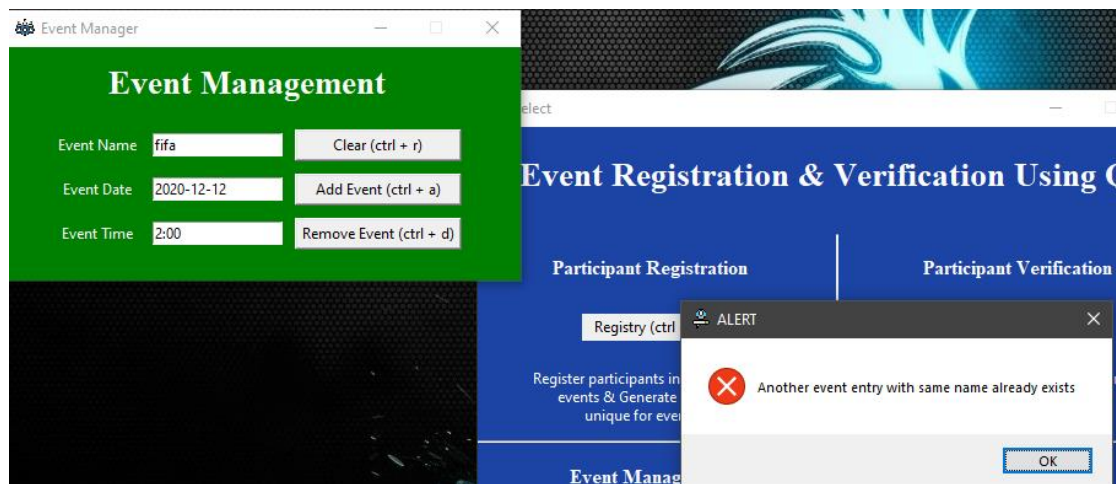 Event Manager
Event Management
Event Name fifa Clear (ctrl + r)
Event Date 2020-12-12 Add Event (ctrl + a)
Event Time 2:00 Remove Event (ctrl + d)
elect
Event Registration & Verification Using
Participant Registration
Participant Verification
Registry (ctrl
Register participants in
events & Generate
unique for
Event Manag
ALERT
Another event entry with same name already exists
OK